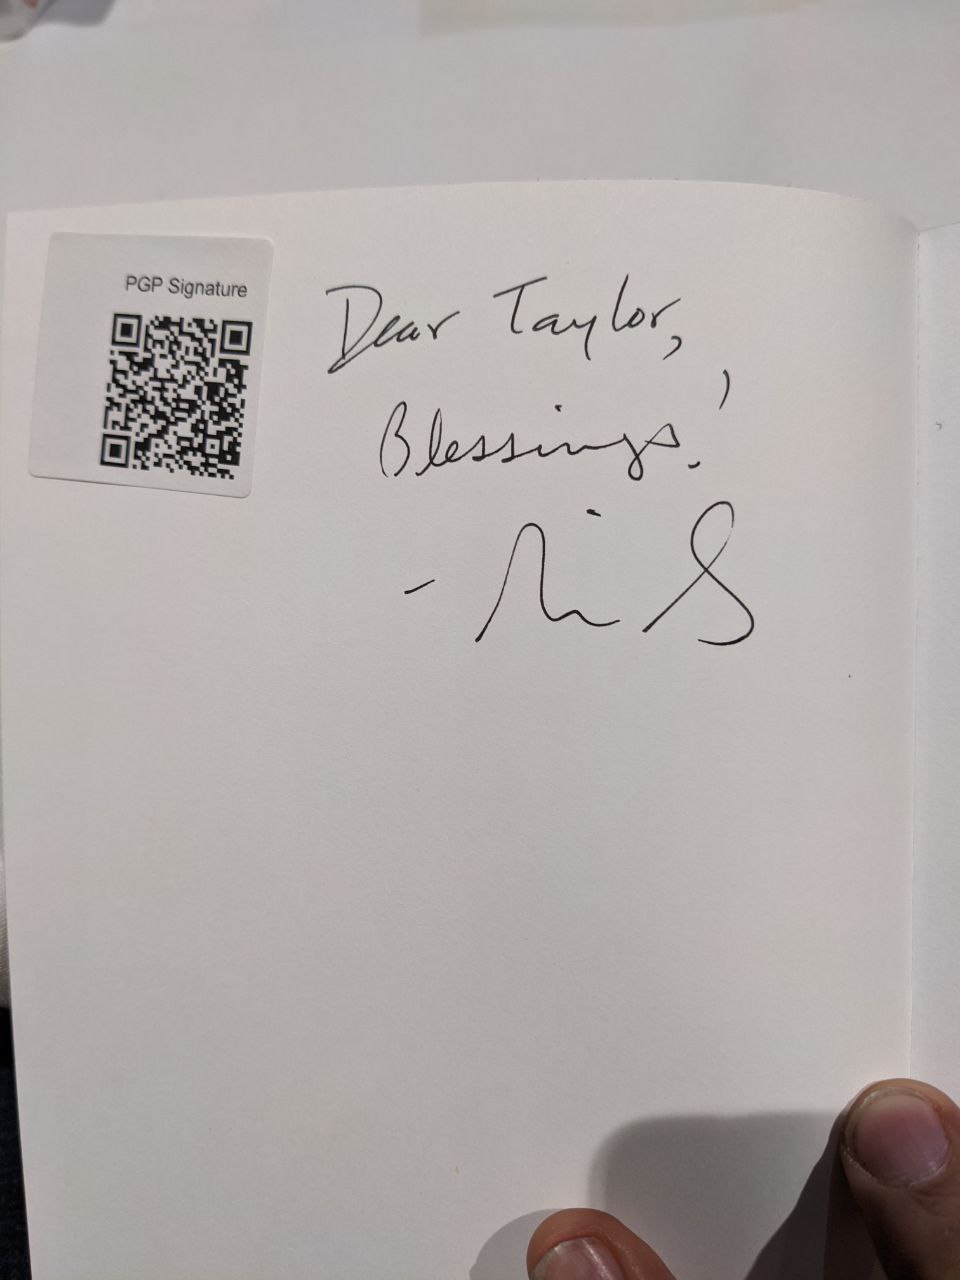 PGP Signature
Dear Taylor,
Blessings!